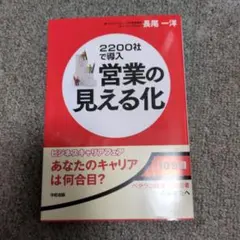 長尾 一洋
2200社
で導入
営業の
見える化
ビジネスキャリアフェア
あなたのキャリア
は何合目?
中経出版